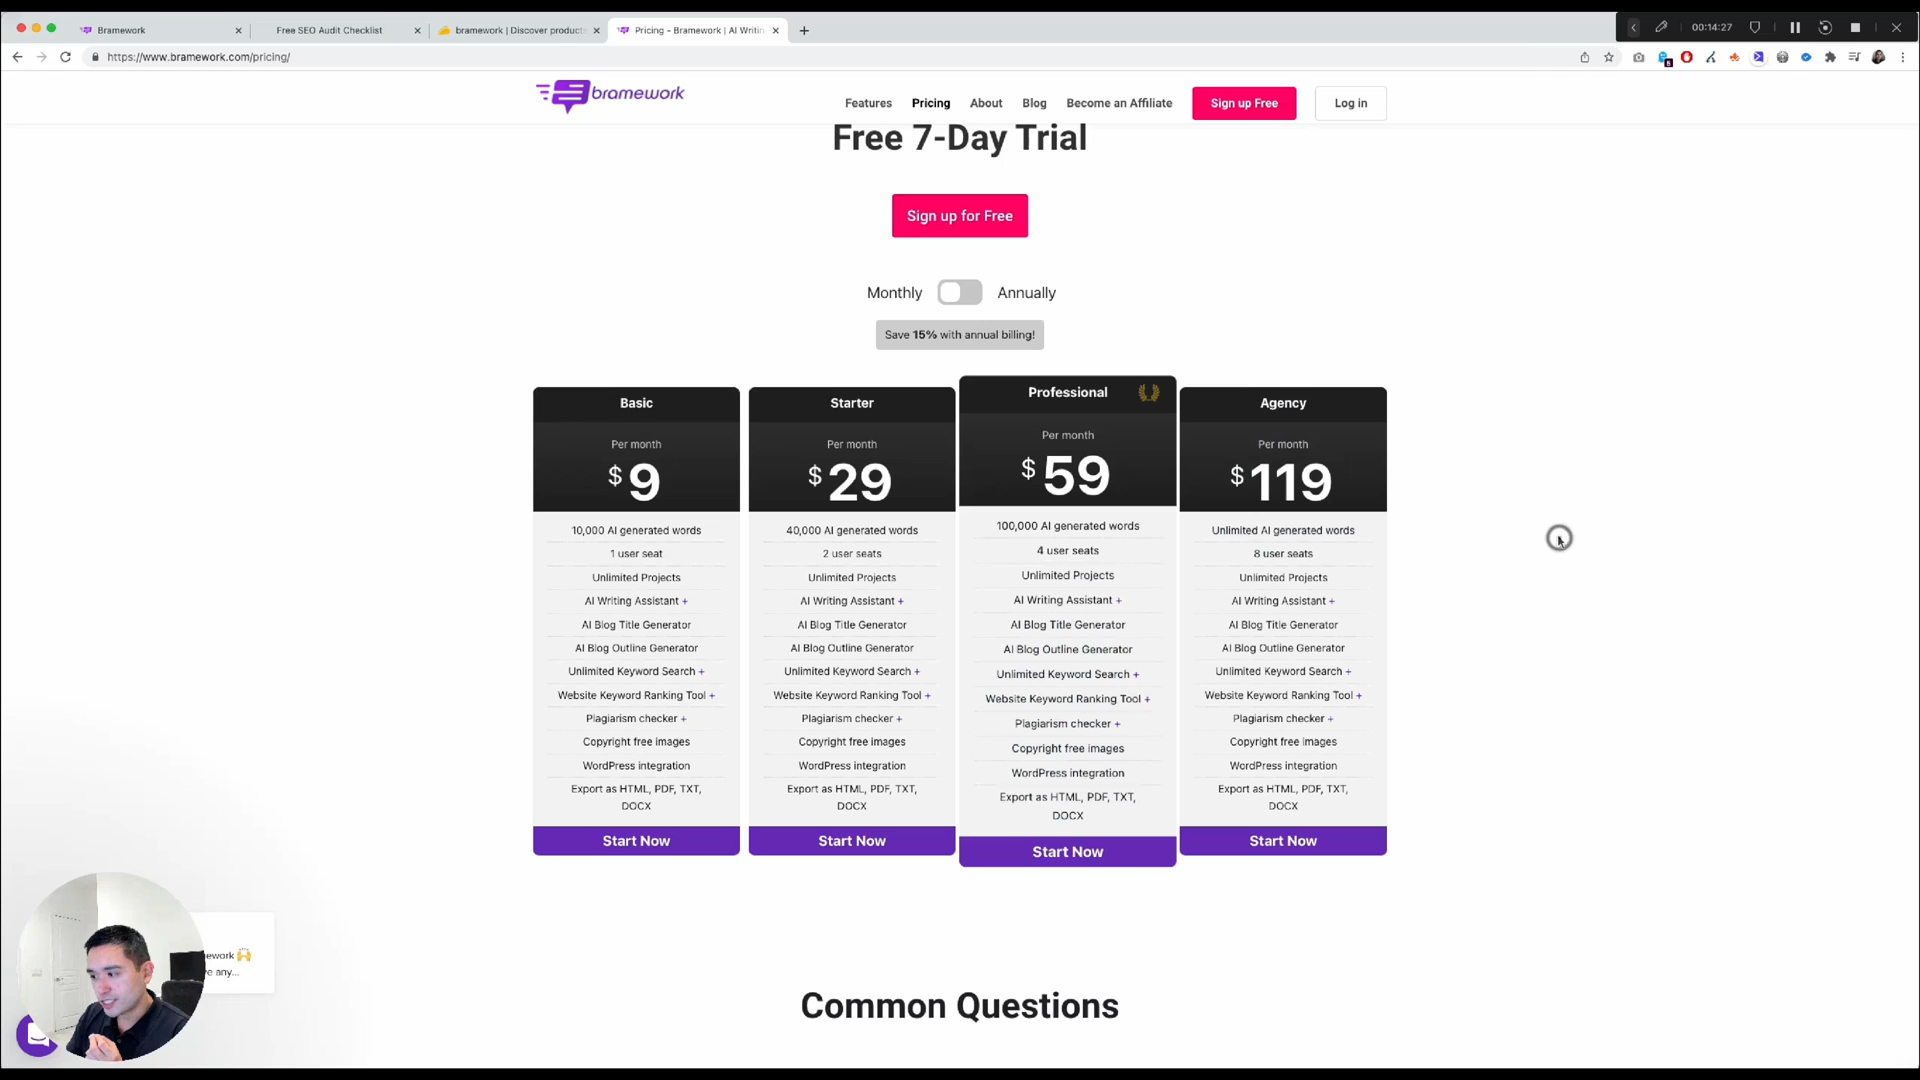 Bramework
Free SEO Audit Checklist
bramework | Discover product
Pricing - Bramework | AI Writin
00:14:27
https://www.bramework.com/pricing/
bramework
Features
Pricing
About
Blog
Become an Affiliate
Sign up Free
Log in
Free 7-Day Trial
Sign up for Free
Monthly
Annually
Save 15% with annual billing!
Basic
Per month
$9
10,000 AI generated words
1 user seat
Unlimited Projects
AI Writing Assistant +
AI Blog Title Generator
AI Blog Outline Generator
Unlimited Keyword Search +
Website Keyword Ranking Tool +
Plagiarism checker +
Copyright free images
WordPress integration
Export as HTML, PDF, TXT,
DOCX
Start Now
Starter
Per month
$29
40,000 AI generated words
2 user seats
Unlimited Projects
AI Writing Assistant +
AI Blog Title Generator
AI Blog Outline Generator
Unlimited Keyword Search +
Website Keyword Ranking Tool +
Plagiarism checker +
Copyright free images
WordPress integration
Export as HTML, PDF, TXT,
DOCX
Start Now
Professional
Per month
$59
100,000 AI generated words
4 user seats
Unlimited Projects
AI Writing Assistant +
AI Blog Title Generator
AI Blog Outline Generator
Unlimited Keyword Search +
Website Keyword Ranking Tool +
Plagiarism checker +
Copyright free images
WordPress integration
Export as HTML, PDF, TXT,
DOCX
Start Now
Agency
Per month
$119
Unlimited AI generated words
8 user seats
Unlimited Projects
AI Writing Assistant +
AI Blog Title Generator
AI Blog Outline Generator
Unlimited Keyword Search +
Website Keyword Ranking Tool +
Plagiarism checker +
Copyright free images
WordPress integration
Export as HTML, PDF, TXT,
DOCX
Start Now
ework 🙌
ve any...
Common Questions